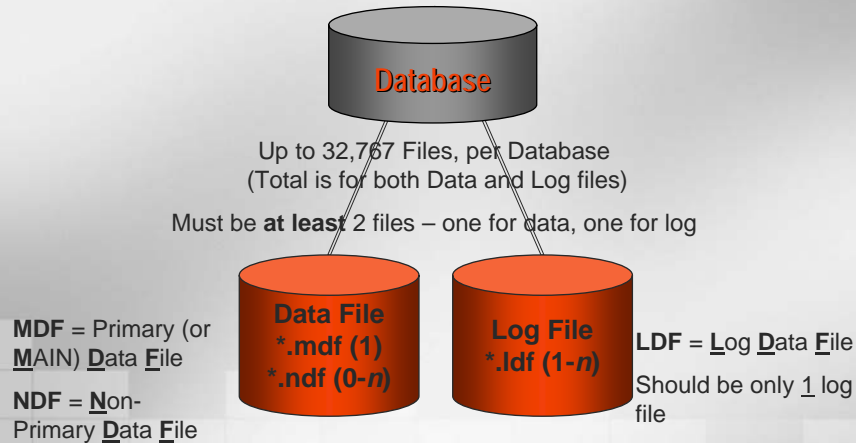 Database
Up to 32,767 Files, per Database
(Total is for both Data and Log files)
Must be at least 2 files – one for data, one for log
MDF = Primary (or
MAIN) Data File
NDF = Non-
Primary Data File
Data File
*.mdf (1)
*.ndf (0-n)
Log File
*.ldf (1-n)
LDF = Log Data File
Should be only 1 log
file